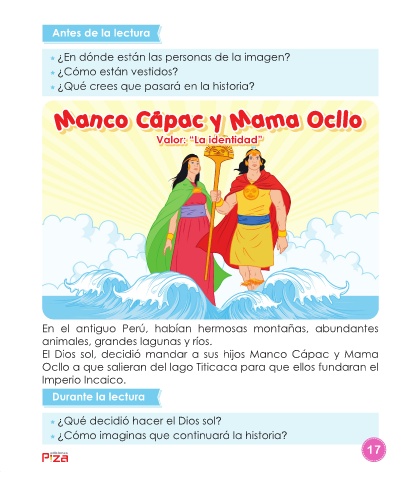 Antes de la lectura
¿En dónde están las personas de la imagen?
¿Cómo están vestidos?
¿Qué crees que pasará en la historia?
Manco Cápac y Mama Ocllo
Valor: "La identidad"
En el antiguo Perú, habían hermosas montañas, abundantes
animales, grandes lagunas y ríos.
El Dios sol, decidió mandar a sus hijos Manco Cápac y Mama
Ocllo a que salieran del lago Titicaca para que ellos fundaran el
Imperio Incaico.
Durante la lectura
¿Qué decidió hacer el Dios sol?
¿Cómo imaginas que continuará la historia?
17